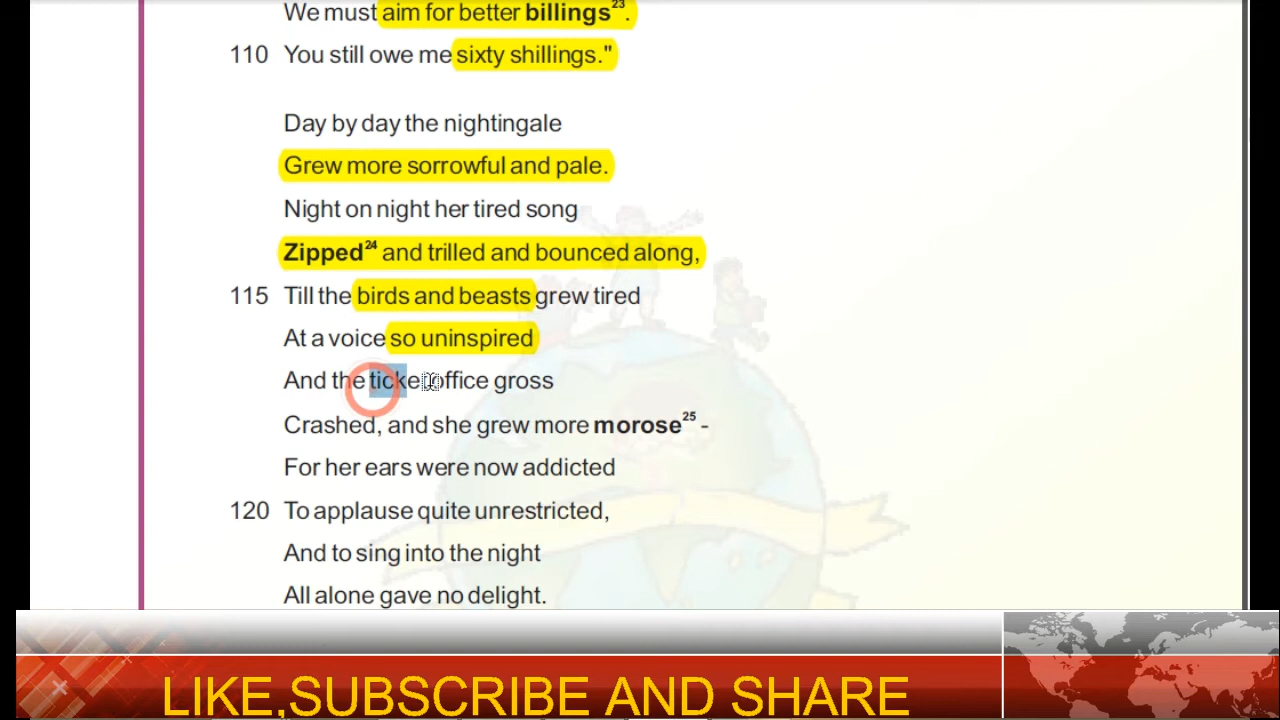 We must aim for better billings²³.
110 You still owe me sixty shillings."
Day by day the nightingale
Grew more sorrowful and pale.
Night on night her tired song
Zipped²⁴ and trilled and bounced along,
115 Till the birds and beasts grew tired
At a voice so uninspired
And the ticket office gross
Crashed, and she grew more morose²⁵ -
For her ears were now addicted
120 To applause quite unrestricted,
And to sing into the night
All alone gave no delight.
LIKE,SUBSCRIBE AND SHARE